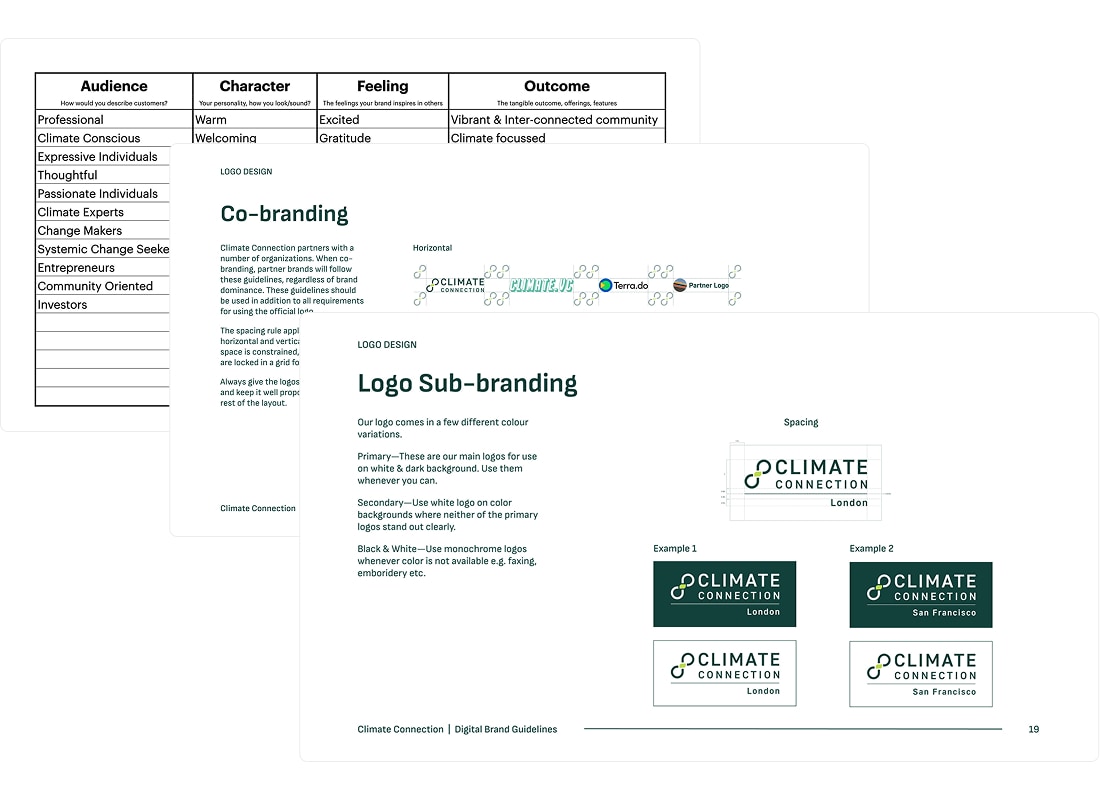 Audience Character Feeling Outcome
How would you describe customers? Your personality, how you look/sound? The feelings your brand inspires in others The tangible outcome, offerings, features
Professional Warm Excited Vibrant & Inter-connected community
Climate Conscious Welcoming Gratitude Climate focussed
Expressive Individuals
Thoughtful
Passionate Individuals
Climate Experts
Change Makers
Systemic Change Seeke
Entrepreneurs
Community Oriented
Investors
LOGO DESIGN
Co-branding
Climate Connection partners with a
number of organizations. When co-
branding, partner brands will follow
these guidelines, regardless of brand
dominance. These guidelines should
be used in addition to all requirements
for using the official logo.
The spacing rule appl
horizontal and vertica
space is constrained,
are locked in a grid fo
Always give the logos
and keep it well propo
rest of the layout.
Horizontal
CLIMATE
CONNECTION
CLIMATE.VC
Terra.do
Partner Logo
Climate Connection
LOGO DESIGN
Logo Sub-branding
Our logo comes in a few different colour
variations.
Primary—These are our main logos for use
on white & dark background. Use them
whenever you can.
Secondary—Use white logo on color
backgrounds where neither of the primary
logos stand out clearly.
Black & White—Use monochrome logos
whenever color is not available e.g. faxing,
emboridery etc.
Spacing
CLIMATE
CONNECTION
London
Example 1
CLIMATE
CONNECTION
London
CLIMATE
CONNECTION
London
Example 2
CLIMATE
CONNECTION
San Francisco
CLIMATE
CONNECTION
San Francisco
Climate Connection | Digital Brand Guidelines
19